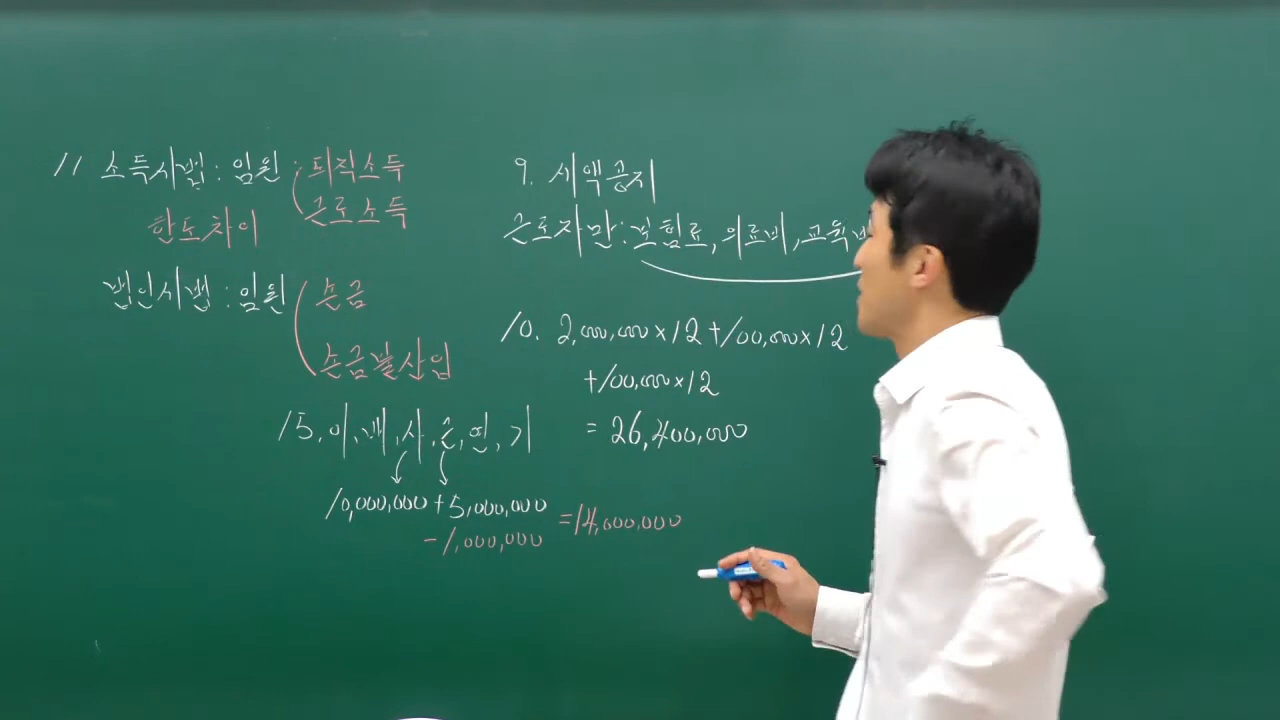 11 소득세법 : 임원 : 퇴직소득
근로소득
한도차이
법인세법 : 임원 손금
손금불산입
15. 이, 배, 사, 근, 연, 기
10,000,000 + 5,000,000
- 1,000,000 = 14,000,000
9. 세액공제
근로자만 : 보험료, 의료비, 교육비
10. 2,000,000 x 12 + 100,000 x 12
+ 100,000 x 12
= 26,400,000